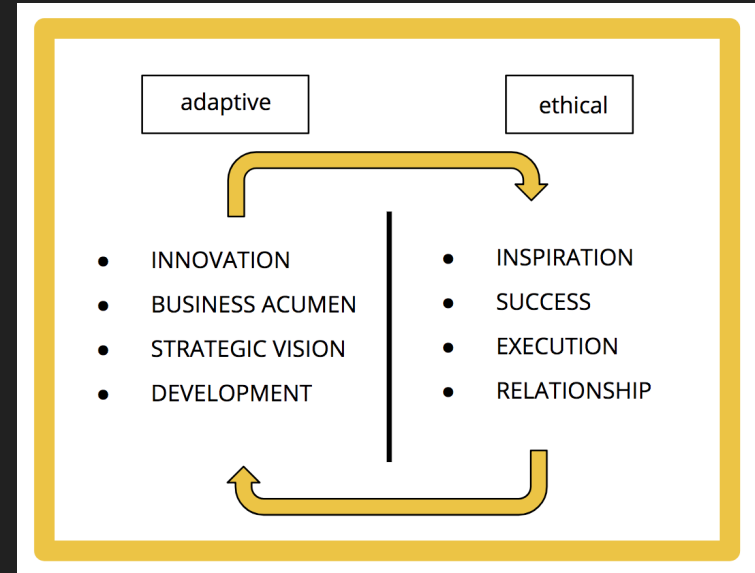 adaptive
ethical
INNOVATION
BUSINESS ACUMEN
STRATEGIC VISION
DEVELOPMENT
INSPIRATION
SUCCESS
EXECUTION
RELATIONSHIP